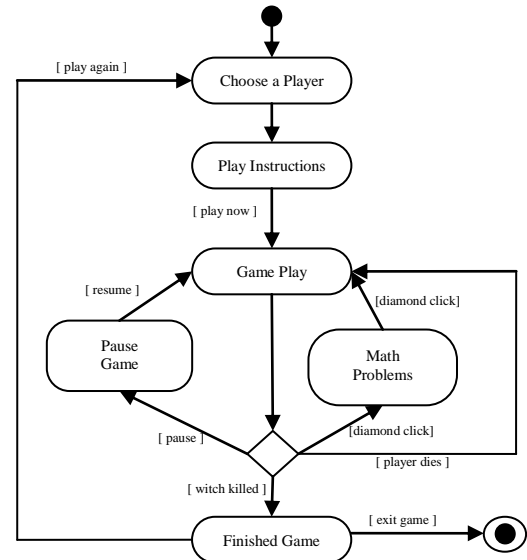 [ play again ]
Choose a Player
Play Instructions
[ play now ]
Game Play
[ resume ]
[diamond click]
Pause
Game
Math
Problems
[ pause ]
[diamond click]
[ player dies ]
[ witch killed ]
Finished Game
[ exit game ]